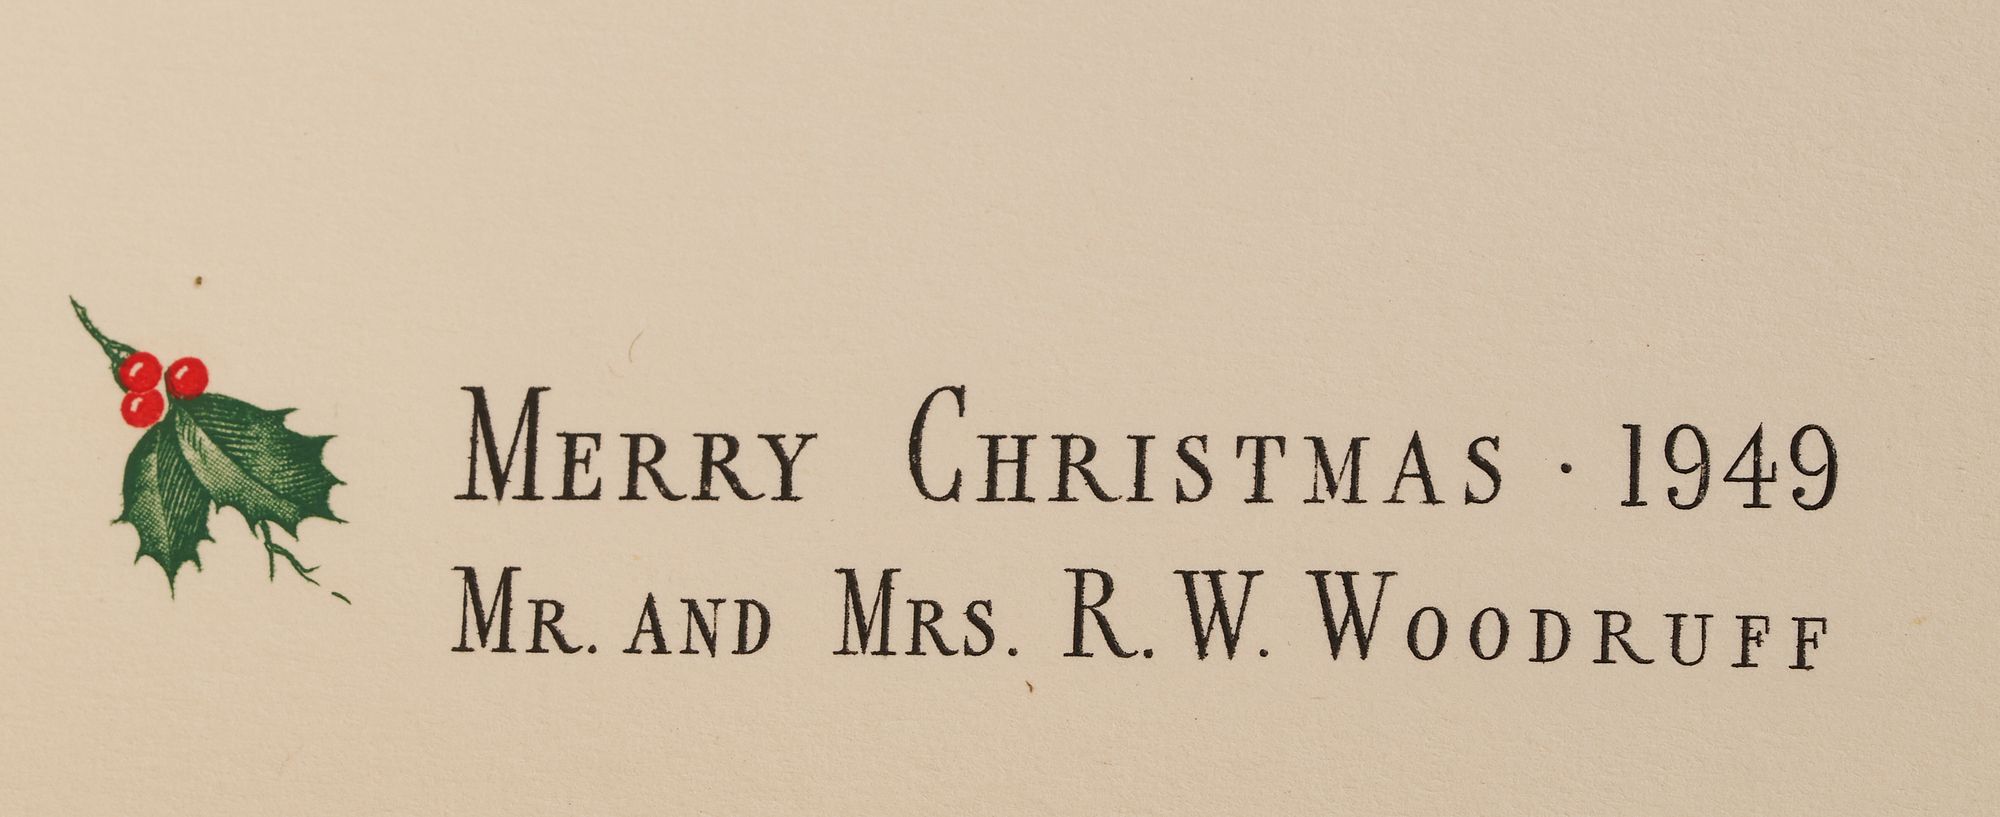 Merry Christmas · 1949
Mr. and Mrs. R. W. Woodruff